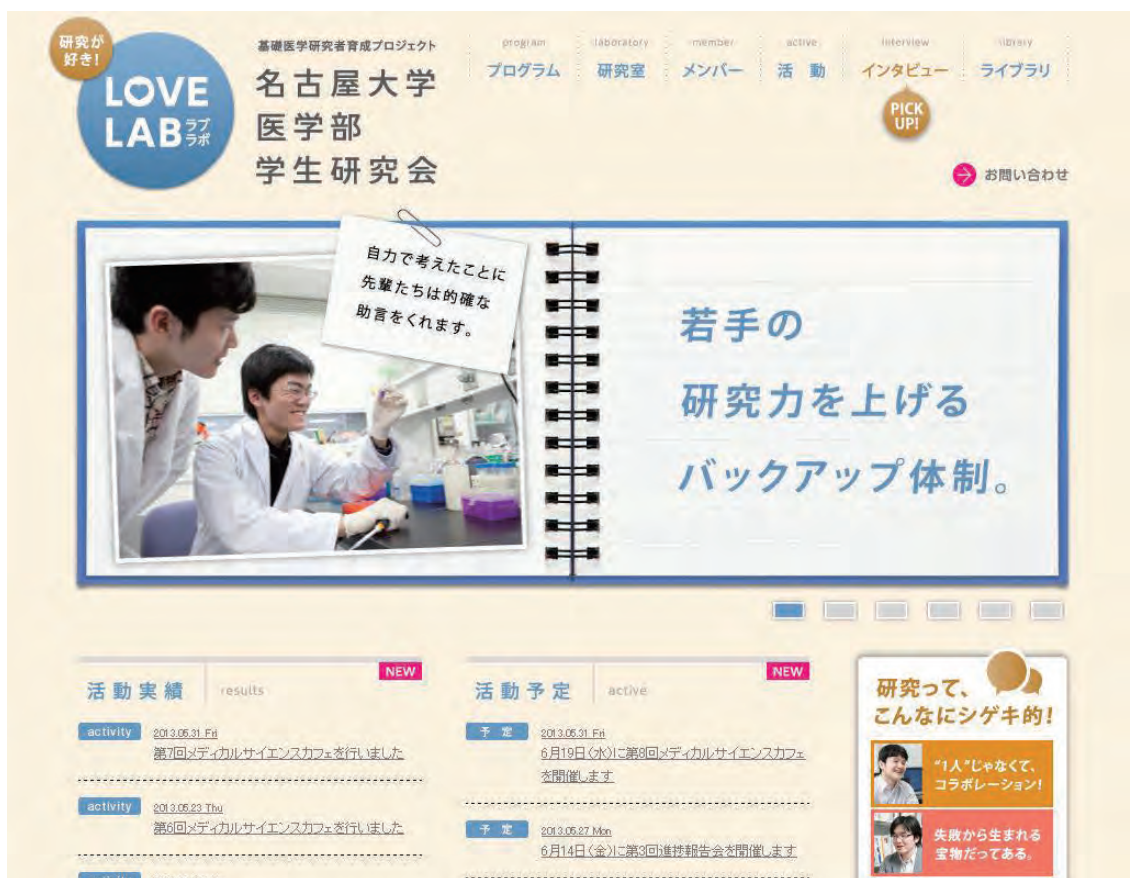 研究が
好き!
LOVE
LAB ラブ
ラボ
基礎医学研究者育成プロジェクト
名古屋大学
医学部
学生研究会
program
プログラム
laboratory
研究室
member
メンバー
active
活 動
interview
インタビュー
library
ライブラリ
PICK
UP!
お問い合わせ
自力で考えたことに
先輩たちは的確な
助言をくれます。
若手の
研究力を上げる
バックアップ体制。
活動実績 results
NEW
activity 2013.05.31 Fri
第7回メディカルサイエンスカフェを行いました
activity 2013.05.23 Thu
第6回メディカルサイエンスカフェを行いました
活動予定 active
NEW
予 定 2013.05.31 Fri
6月19日(水)に第8回メディカルサイエンスカフェ
を開催します
予 定 2013.05.27 Mon
6月14日(金)に第3回進捗報告会を開催します
研究って、
こんなにシゲキ的!
“1人”じゃなくて、
コラボレーション!
失敗から生まれる
宝物だってある。